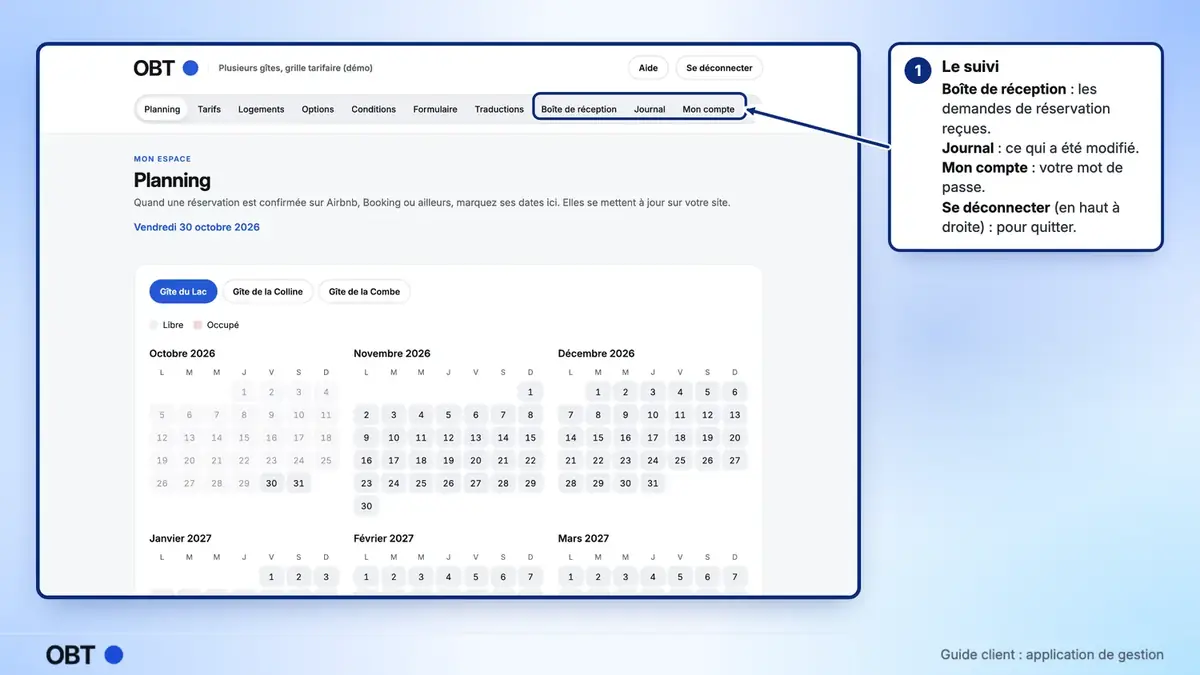 OBT
Plusieurs gîtes, grille tarifaire (démo)
Aide
Se déconnecter
Planning
Tarifs
Logements
Options
Conditions
Formulaire
Traductions
Boîte de réception
Journal
Mon compte
MON ESPACE
Planning
Quand une réservation est confirmée sur Airbnb, Booking ou ailleurs, marquez ses dates ici. Elles se mettent à jour sur votre site.
Vendredi 30 octobre 2026
Gîte du Lac
Gîte de la Colline
Gîte de la Combe
Libre
Occupé
Octobre 2026
L M M J V S D
1 2 3 4
5 6 7 8 9 10 11
12 13 14 15 16 17 18
19 20 21 22 23 24 25
26 27 28 29 30 31
Novembre 2026
L M M J V S D
1
2 3 4 5 6 7 8
9 10 11 12 13 14 15
16 17 18 19 20 21 22
23 24 25 26 27 28 29
30
Décembre 2026
L M M J V S D
1 2 3 4 5 6
7 8 9 10 11 12 13
14 15 16 17 18 19 20
21 22 23 24 25 26 27
28 29 30 31
Janvier 2027
L M M J V S D
1 2 3
Février 2027
L M M J V S D
1 2 3 4 5 6 7
Mars 2027
L M M J V S D
1 2 3 4 5 6 7
1
Le suivi
Boîte de réception : les
demandes de réservation
reçues.
Journal : ce qui a été modifié.
Mon compte : votre mot de
passe.
Se déconnecter (en haut à
droite) : pour quitter.
OBT
Guide client : application de gestion